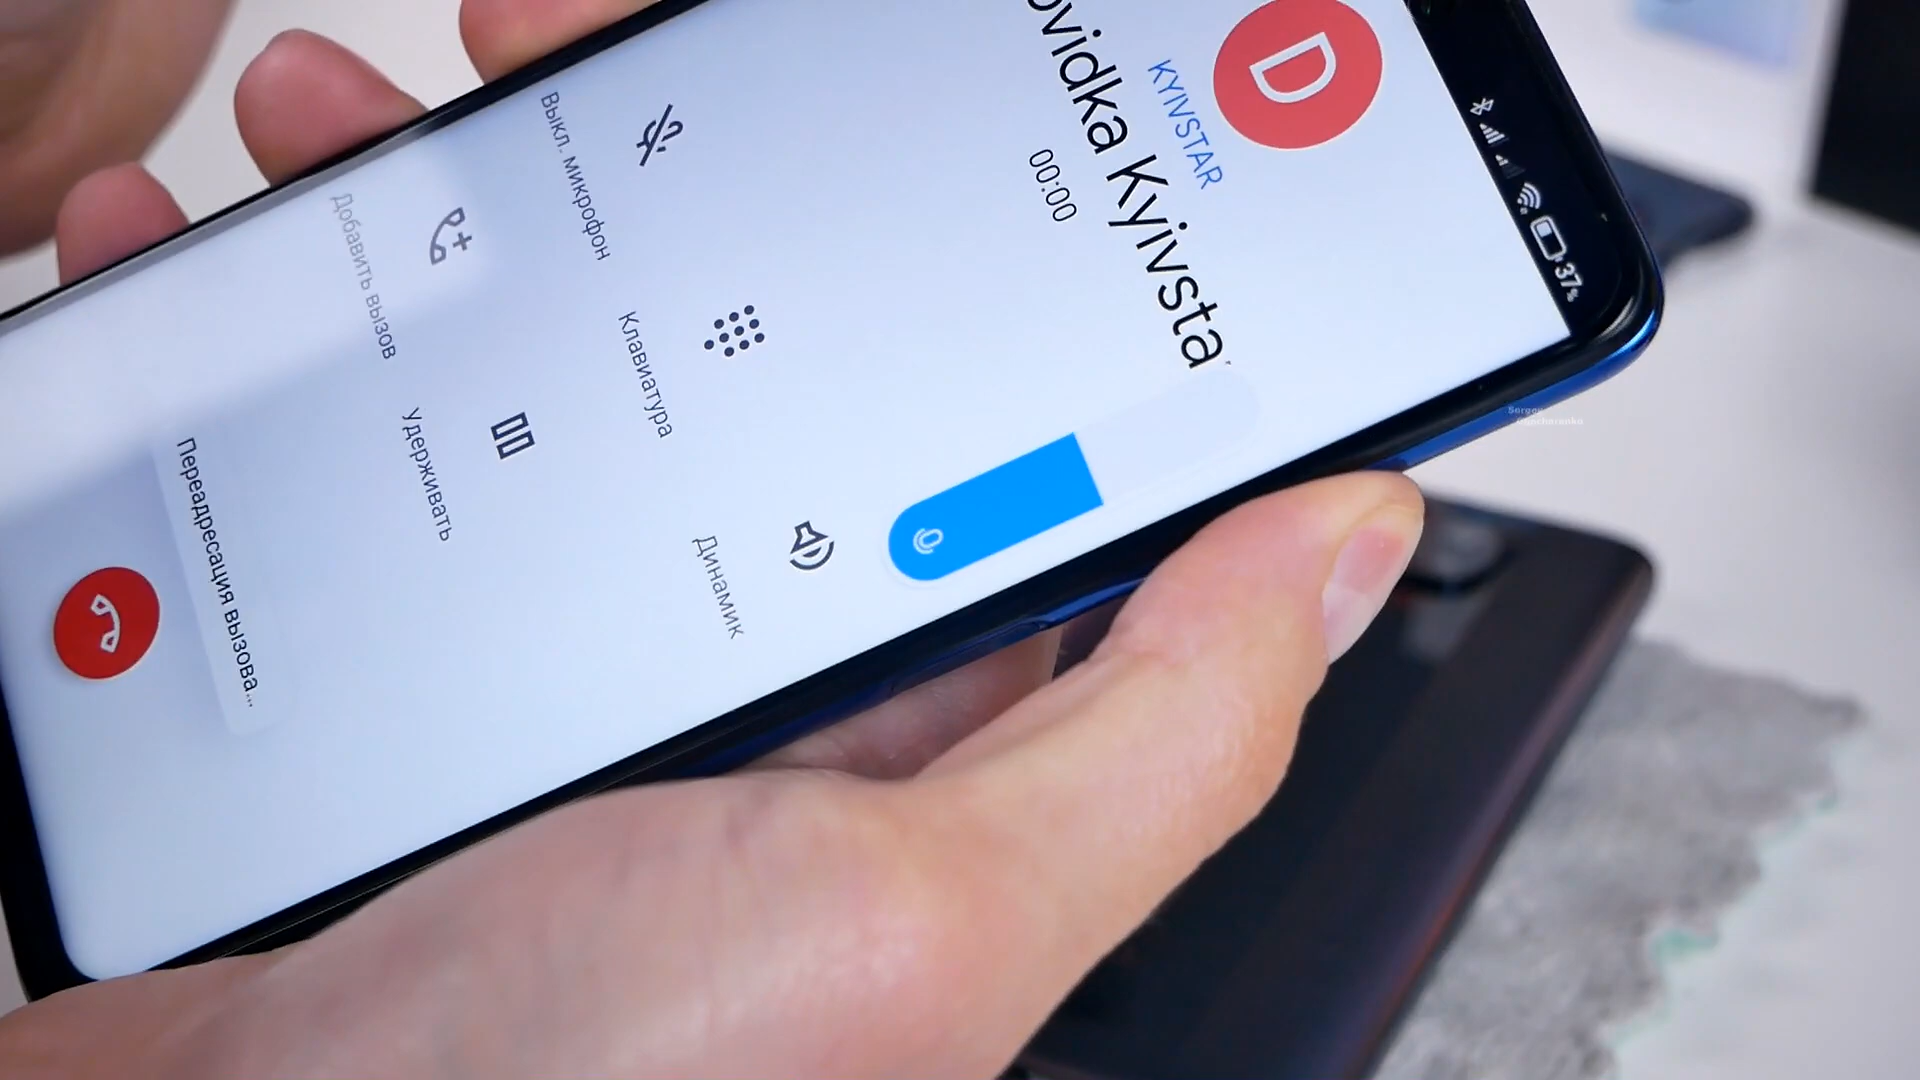 37%
D
KYIVSTAR
ovidka Kyivsta
00:00
Выкл. микрофон
Клавиатура
Динамик
Добавить вызов
Удерживать
Переадресация вызова...